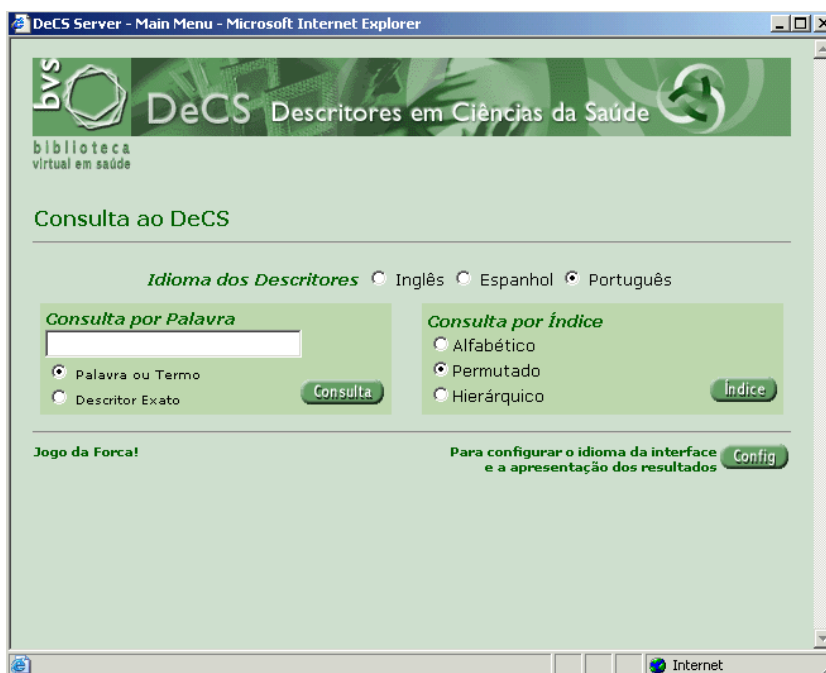 DeCS Server - Main Menu - Microsoft Internet Explorer
bvs
DeCS Descritores em Ciências da Saúde
biblioteca
virtual em saúde
Consulta ao DeCS
Idioma dos Descritores Inglês Espanhol Português
Consulta por Palavra
Palavra ou Termo
Descritor Exato
Consulta
Consulta por Índice
Alfabético
Permutado
Hierárquico
Índice
Jogo da Forca!
Para configurar o idioma da interface
e a apresentação dos resultados
Config
Internet